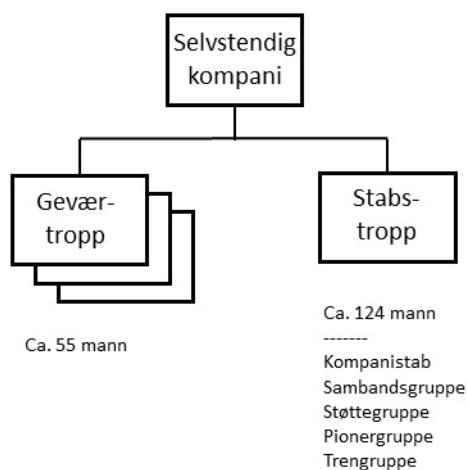 Selvstendig
kompani
Gevær-
tropp
Stabs-
tropp
Ca. 55 mann
Ca. 124 mann
-------
Kompanistab
Sambandsgruppe
Støttegruppe
Pionergruppe
Trengruppe